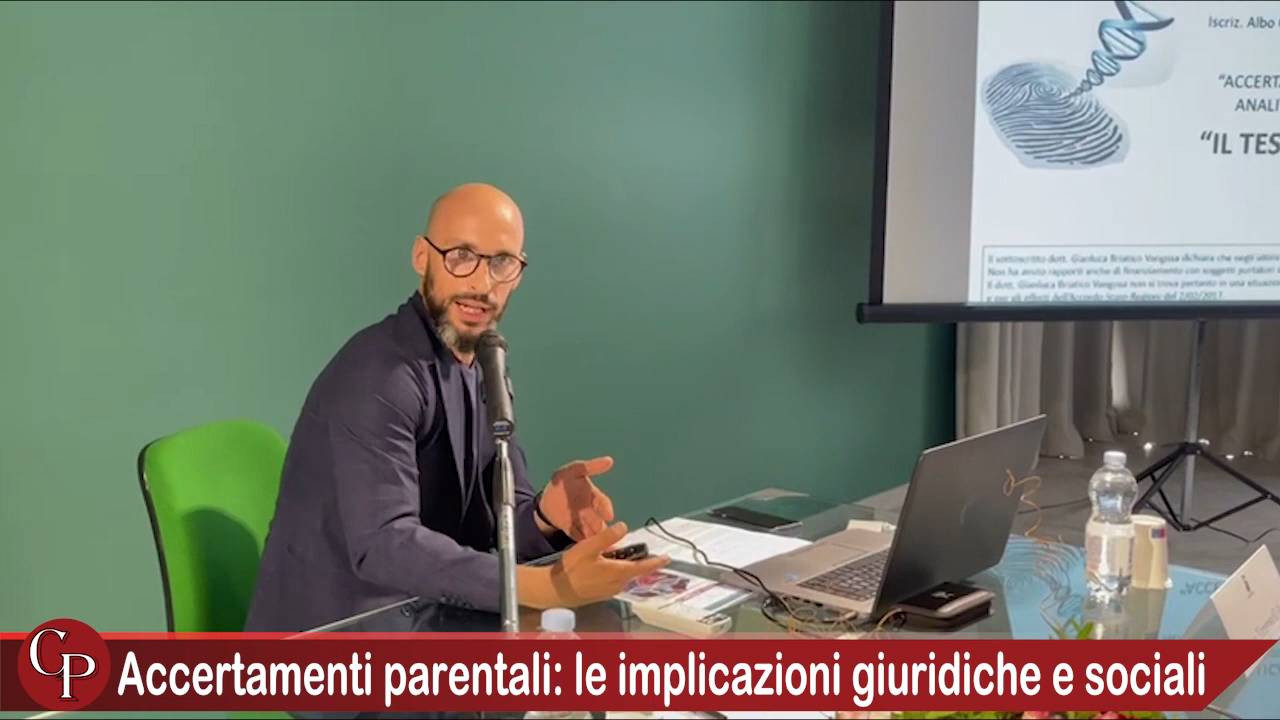 Iscriz. Albo
“ACCERTA
ANALI
“IL TES
Il sottoscritto dott. Gianluca Briatico Vangosa dichiara che negli ultimi
Non ha avuto rapporti anche di finanziamento con soggetti portatori
Il dott. Gianluca Briatico Vangosa non si trova pertanto in una situazio
e per gli effetti dell'Accordo Stato-Regioni del 2/02/2017
CP
Accertamenti parentali: le implicazioni giuridiche e sociali